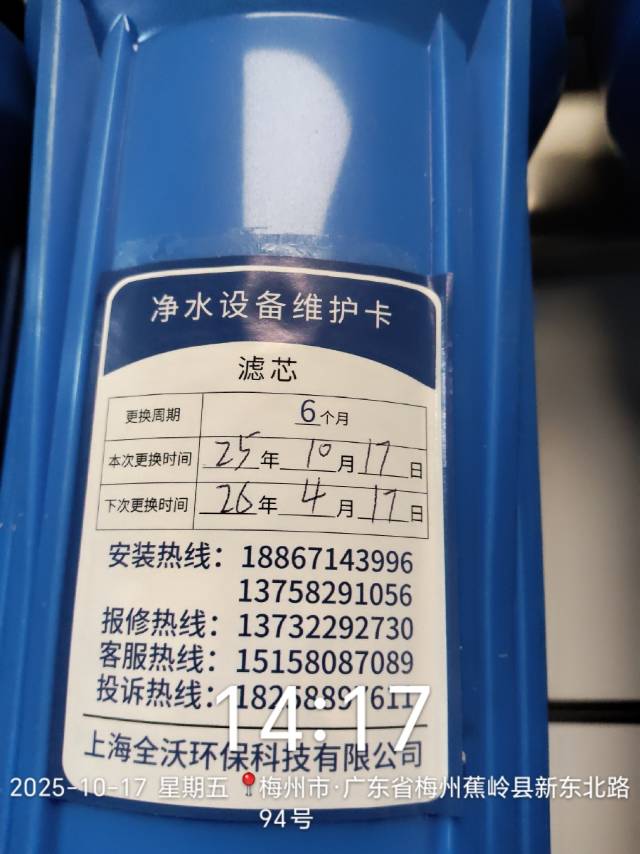 净水设备维护卡
滤芯
更换周期 6个月
本次更换时间 25年10月17日
下次更换时间 26年4月17日
安装热线：18867143996
13758291056
报修热线：13732292730
客服热线：15158087089
投诉热线：18258897611
14:17
上海全沃环保科技有限公司
2025-10-17 星期五 梅州市·广东省梅州蕉岭县新东北路
94号